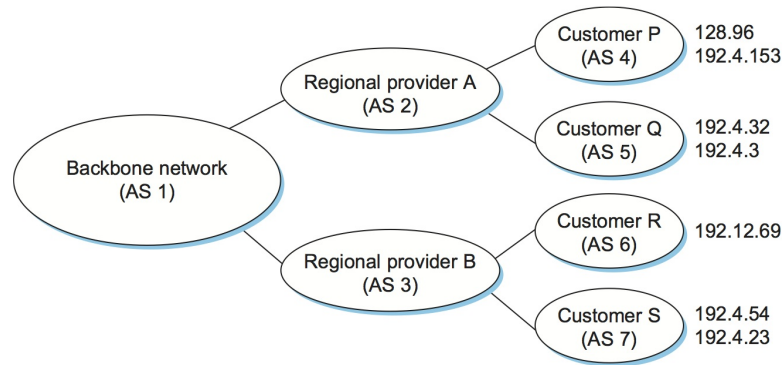 Backbone network
(AS 1)
Regional provider A
(AS 2)
Regional provider B
(AS 3)
Customer P
(AS 4)
128.96
192.4.153
Customer Q
(AS 5)
192.4.32
192.4.3
Customer R
(AS 6)
192.12.69
Customer S
(AS 7)
192.4.54
192.4.23